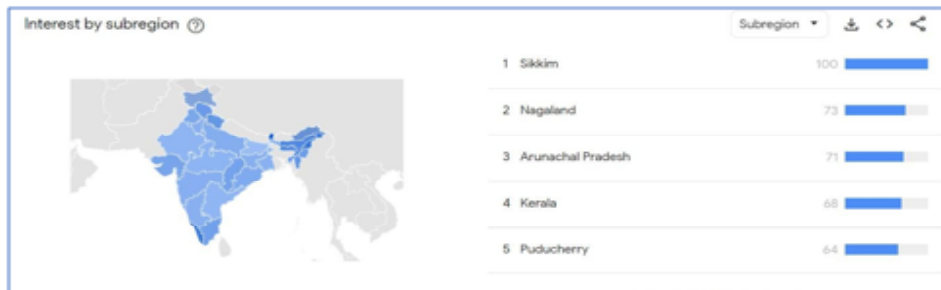 Interest by subregion
Subregion
1 Sikkim 100
2 Nagaland 73
3 Arunachal Pradesh 71
4 Kerala 68
5 Puducherry 64